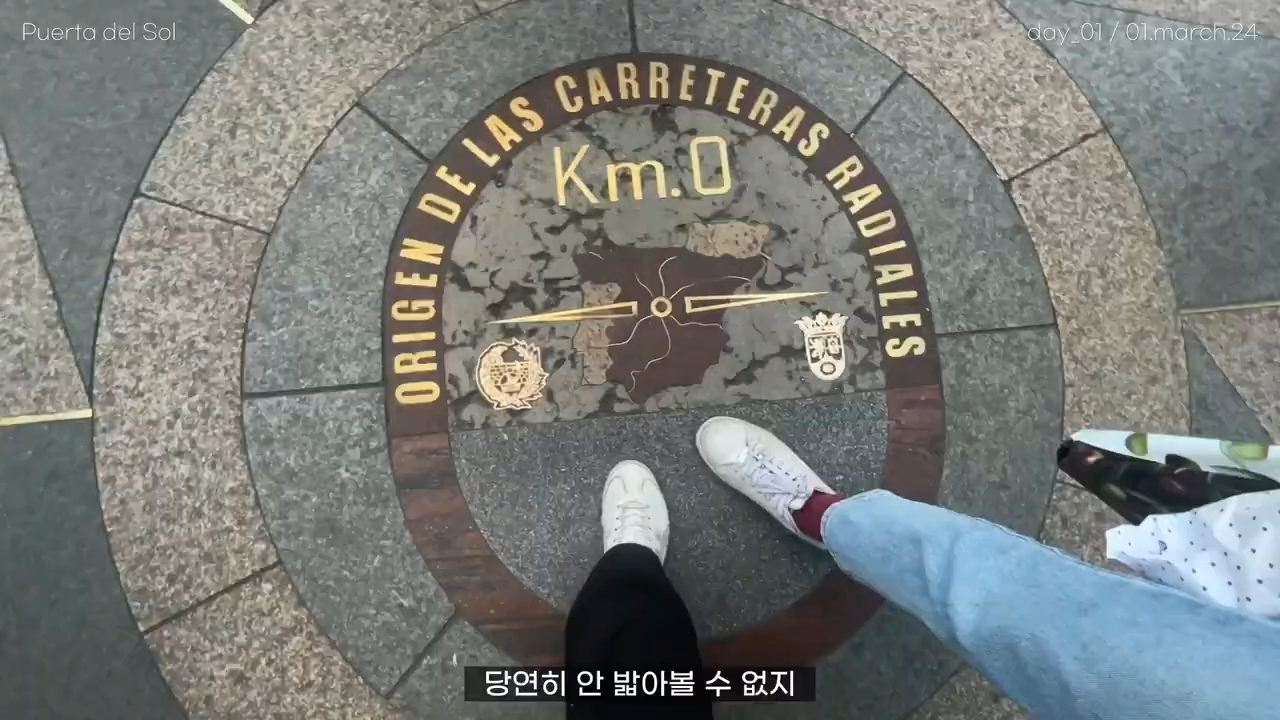 Puerta del Sol
day_01 / 01.march.24
ORIGEN DE LAS CARRETERAS RADIALES
Km.0
당연히 안 밟아볼 수 없지